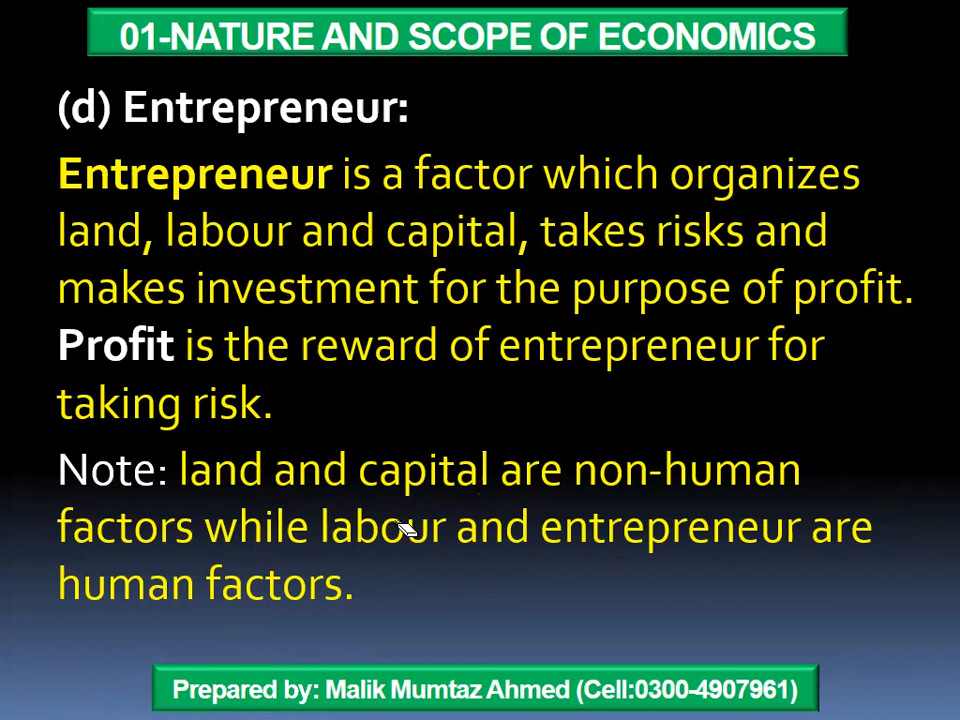 01-NATURE AND SCOPE OF ECONOMICS
(d) Entrepreneur:
Entrepreneur is a factor which organizes
land, labour and capital, takes risks and
makes investment for the purpose of profit.
Profit is the reward of entrepreneur for
taking risk.
Note: land and capital are non-human
factors while labour and entrepreneur are
human factors.
Prepared by: Malik Mumtaz Ahmed (Cell:0300-4907961)